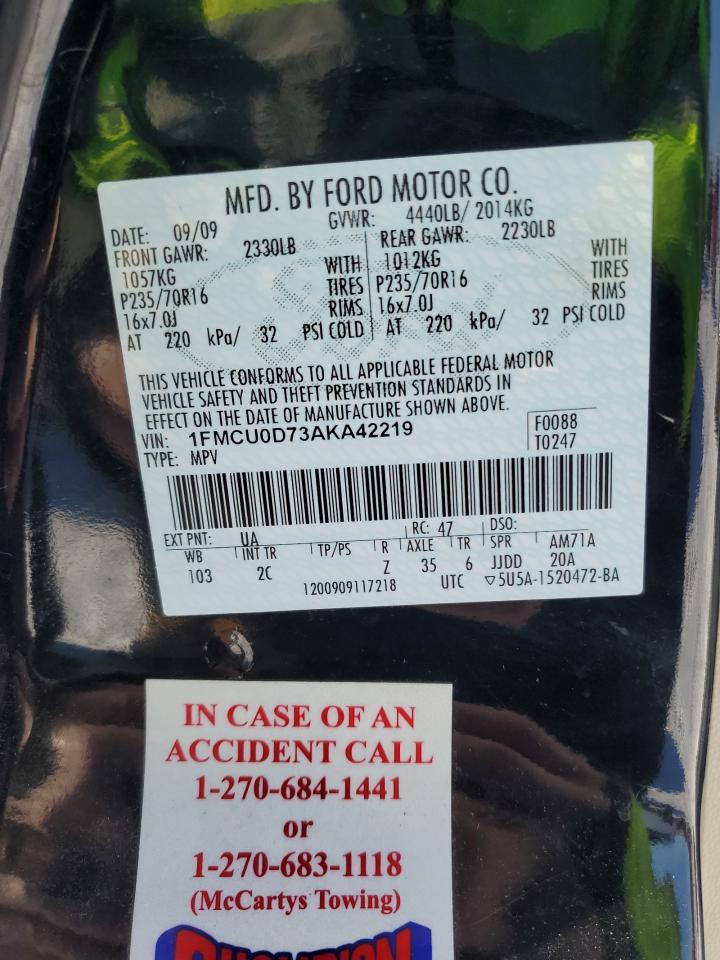 MFD. BY FORD MOTOR CO.
DATE: 09/09 GVWR: 4440LB/ 2014KG
FRONT GAWR: 2330LB REAR GAWR: 2230LB
1057KG WITH 1012KG WITH
P235/70R16 TIRES P235/70R16 TIRES
16x7.0J RIMS 16x7.0J RIMS
AT 220 kPa/ 32 PSI COLD AT 220 kPa/ 32 PSI COLD
THIS VEHICLE CONFORMS TO ALL APPLICABLE FEDERAL MOTOR
VEHICLE SAFETY AND THEFT PREVENTION STANDARDS IN
EFFECT ON THE DATE OF MANUFACTURE SHOWN ABOVE.
VIN: 1FMCU0D73AKA42219 F0088
TYPE: MPV T0247
EXT PNT: UA RC: 47 DSO:
WB INT TR TP/PS R AXLE TR SPR AM71A
103 2C Z 35 6 JJDD 20A
1200909117218 UTC ▽5U5A-1520472-BA
IN CASE OF AN
ACCIDENT CALL
1-270-684-1441
or
1-270-683-1118
(McCartys Towing)